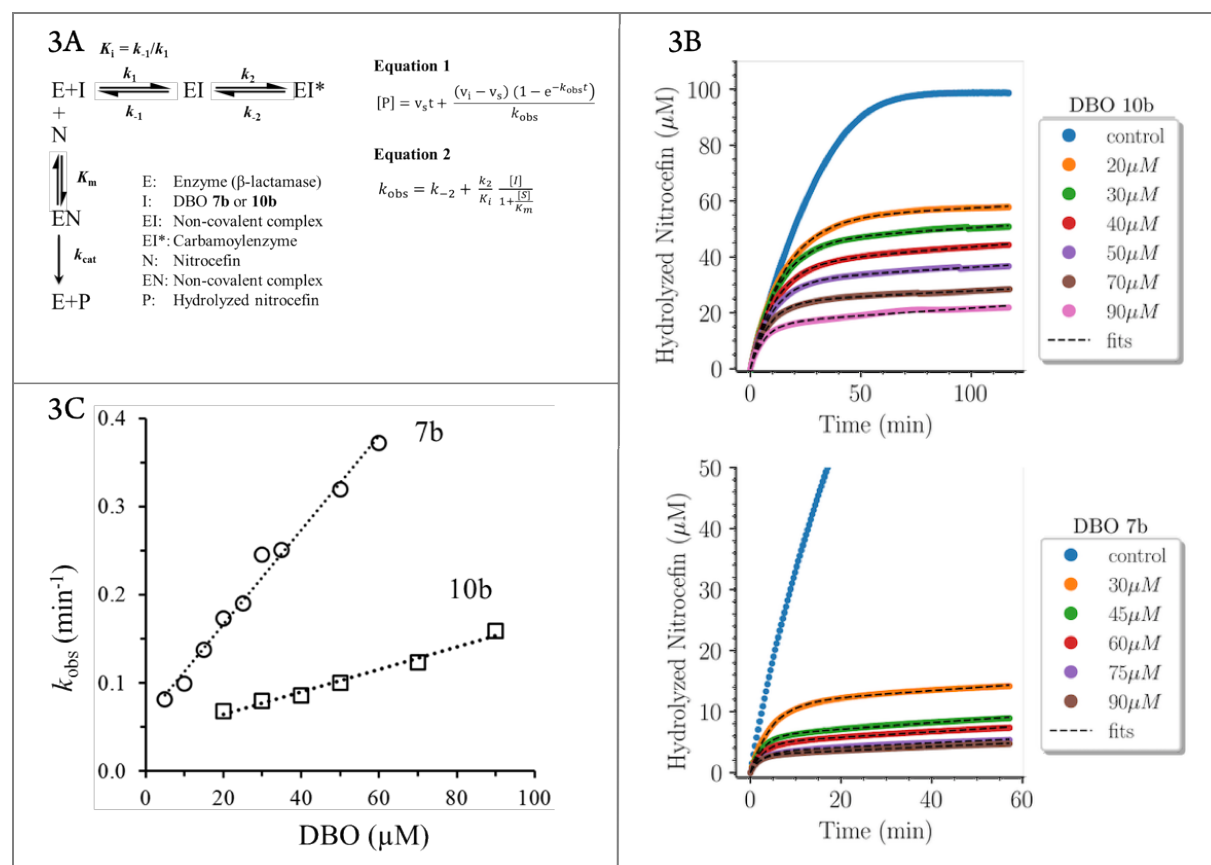 3A
K_i = k_-1/k_1
k_1
k_2
E+I
EI
EI*
k_-1
k_-2
+
N
K_m
EN
k_cat
E+P
E: Enzyme (β-lactamase)
I: DBO 7b or 10b
EI: Non-covalent complex
EI*: Carbamoylenzyme
N: Nitrocefin
EN: Non-covalent complex
P: Hydrolyzed nitrocefin
Equation 1
[P] = v_s t + (v_i − v_s) (1 − e^{−k_obs t}) / k_obs
Equation 2
k_obs = k_−2 + k_2/K_i [I]/(1+[S]/K_m)
3B
Hydrolyzed Nitrocefin (μM)
100
80
60
40
20
0
0 50 100
Time (min)
DBO 10b
control
20μM
30μM
40μM
50μM
70μM
90μM
fits
Hydrolyzed Nitrocefin (μM)
50
40
30
20
10
0
0 20 40 60
Time (min)
DBO 7b
control
30μM
45μM
60μM
75μM
90μM
fits
3C
k_obs (min⁻¹)
0.4
0.3
0.2
0.1
0.0
7b
10b
0 20 40 60 80 100
DBO (μM)